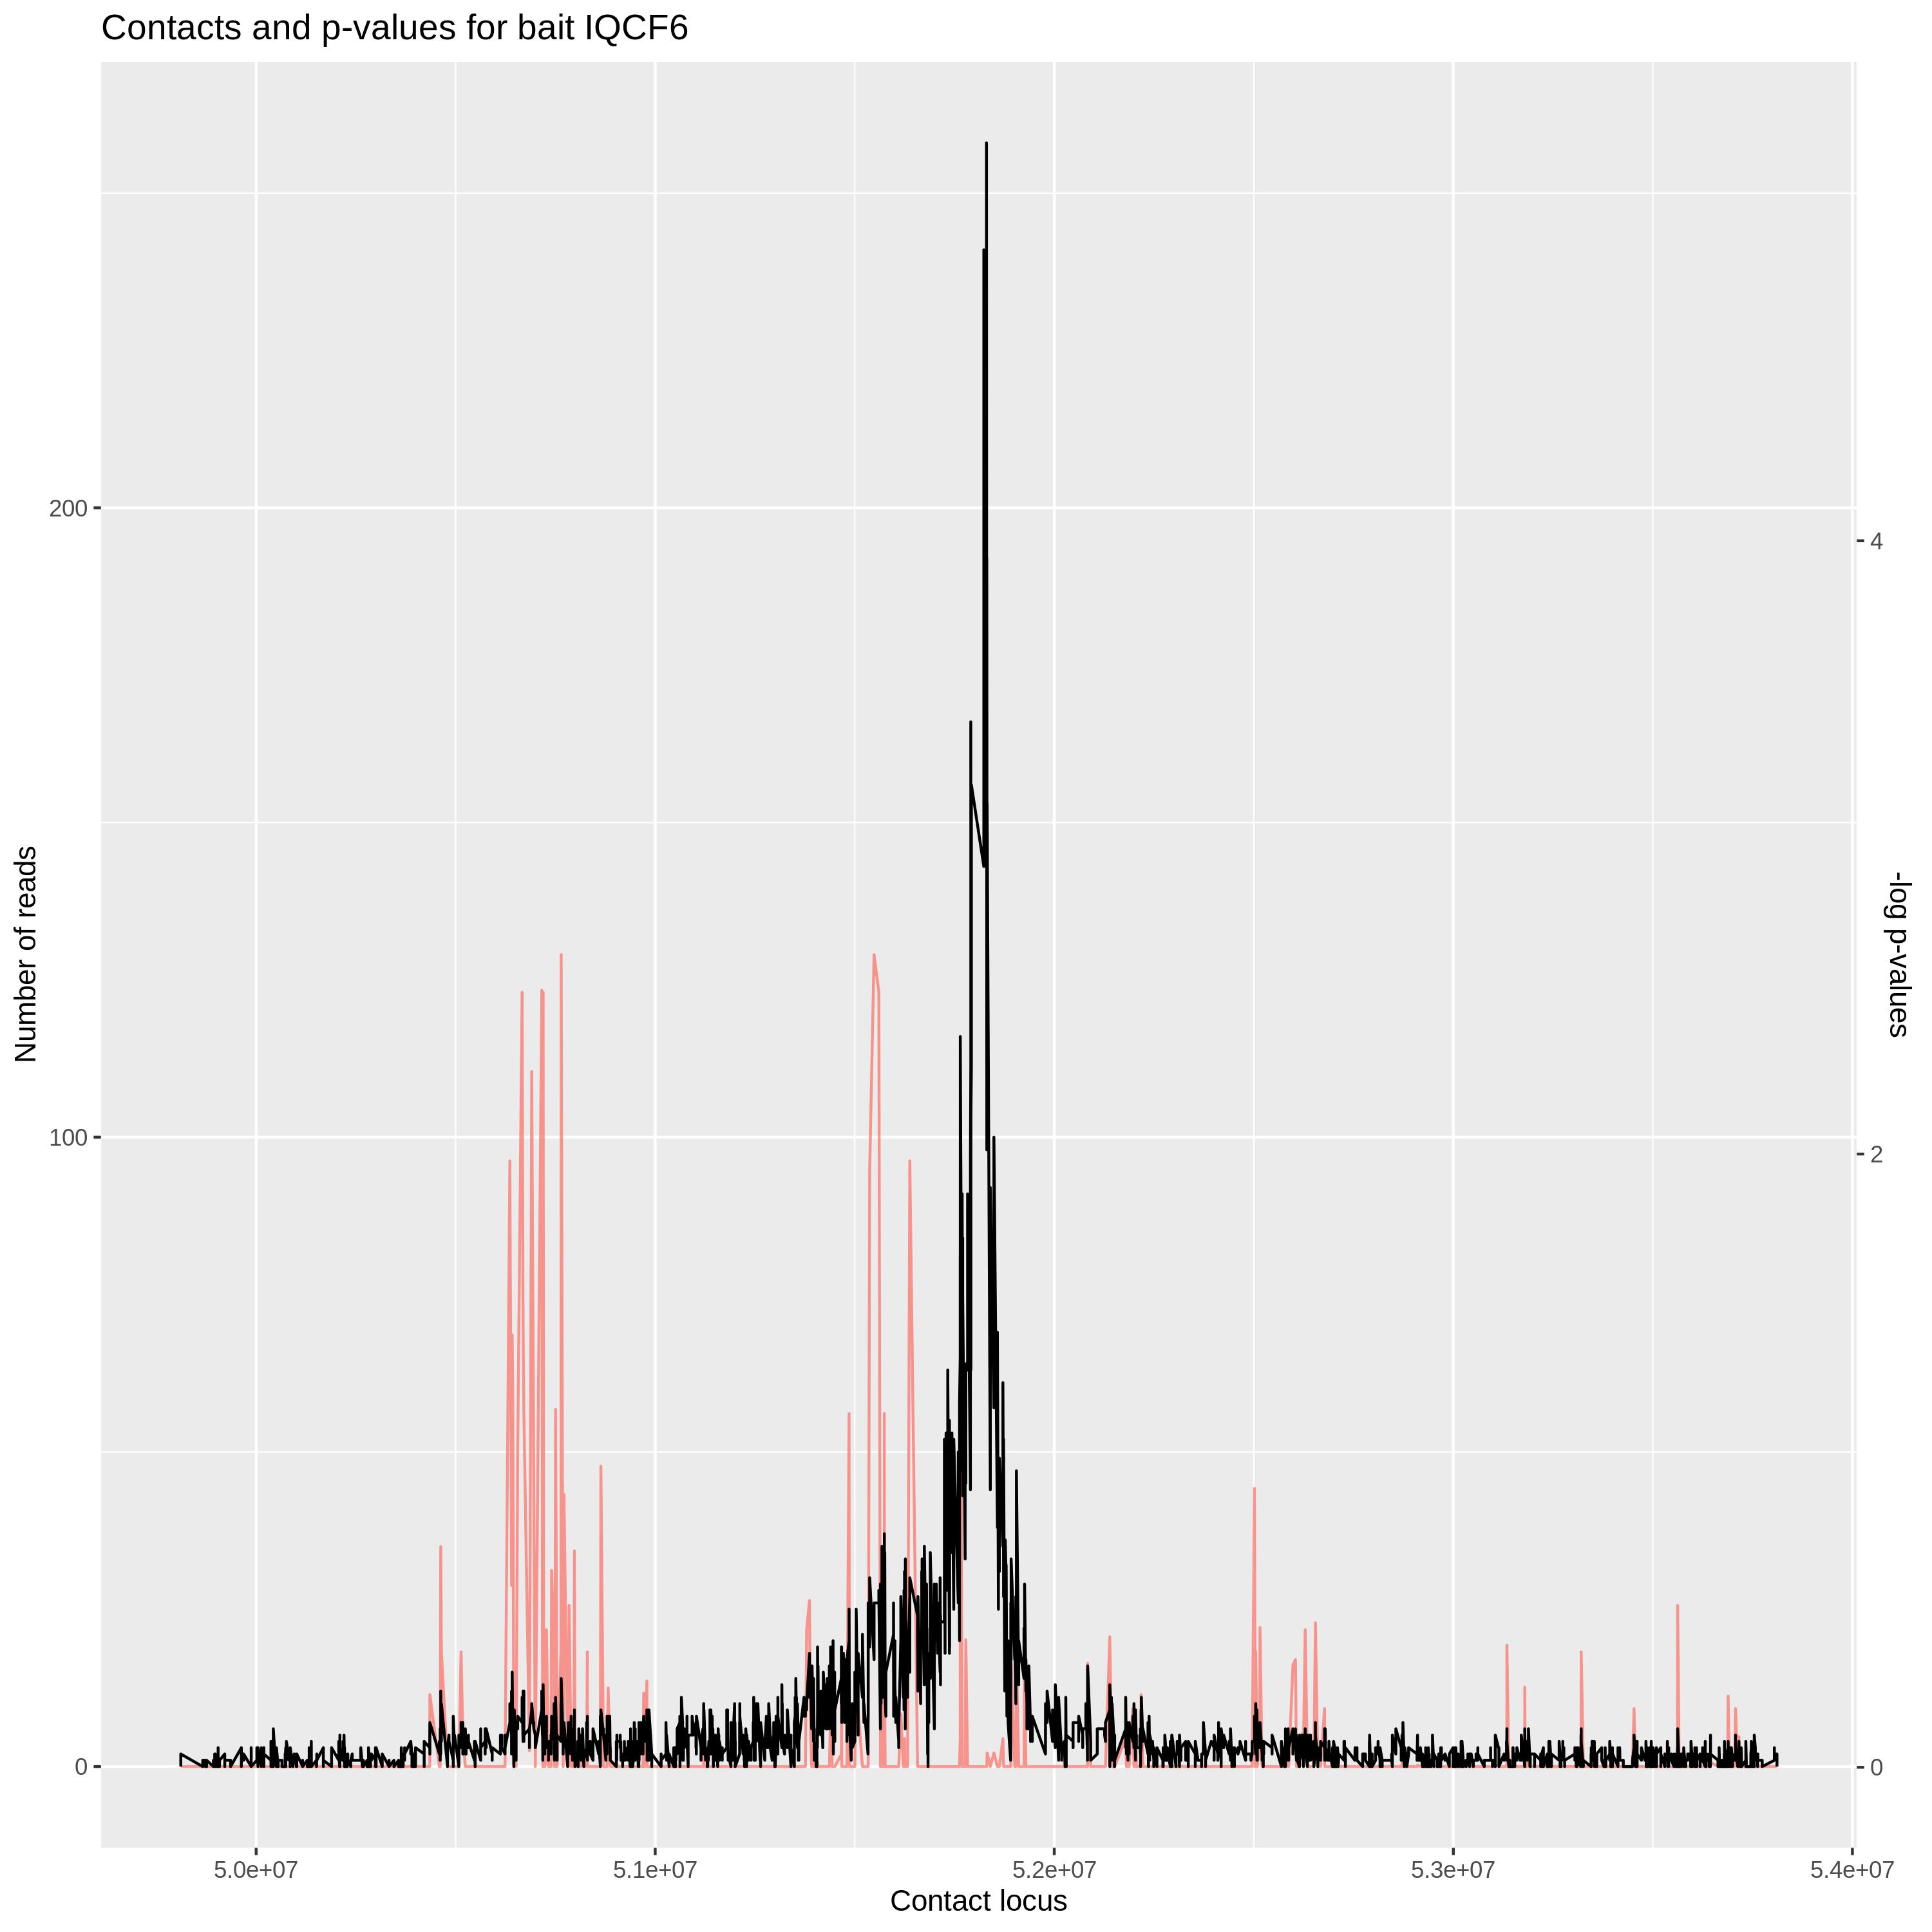 Contacts and p-values for bait IQCF6
Number of reads
200
100
0
4
2
0
-log p-values
5.0e+07
5.1e+07
5.2e+07
5.3e+07
5.4e+07
Contact locus